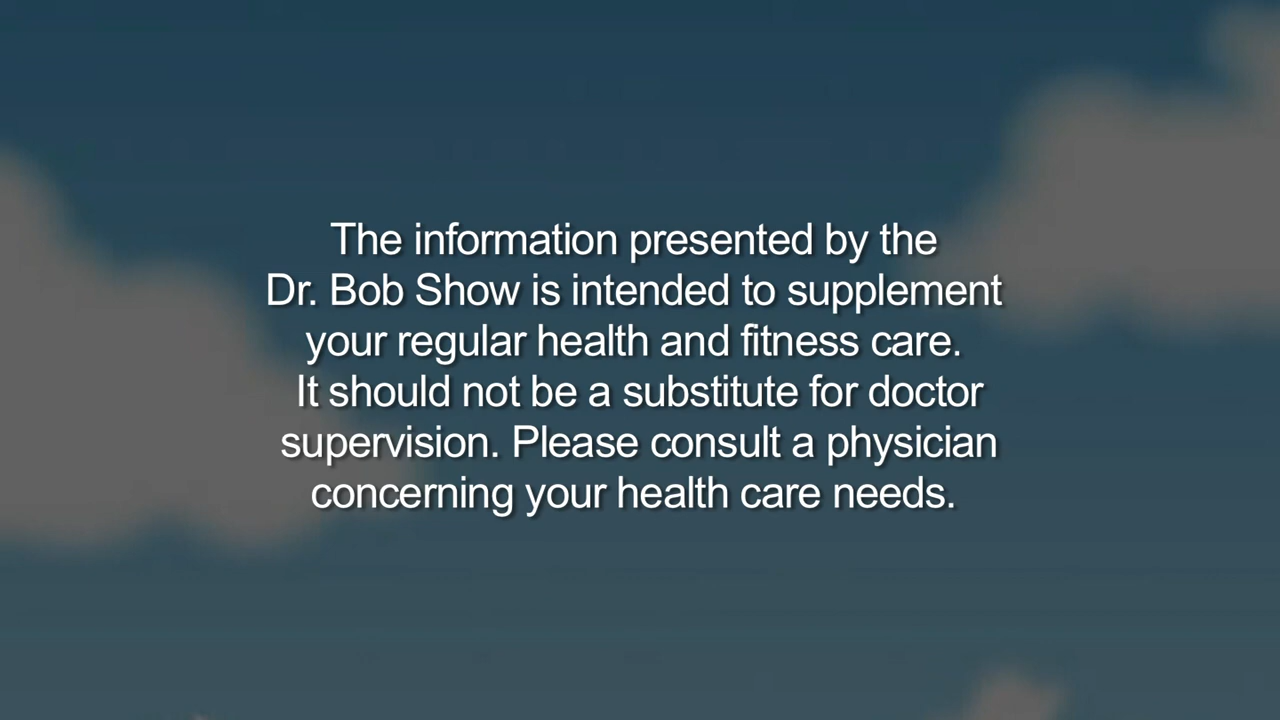 The information presented by the
Dr. Bob Show is intended to supplement
your regular health and fitness care.
It should not be a substitute for doctor
supervision. Please consult a physician
concerning your health care needs.